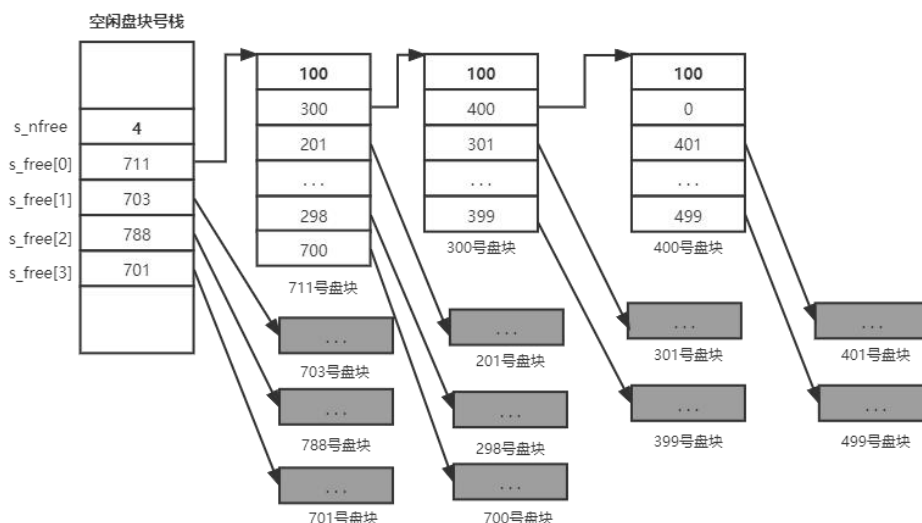 空闲盘块号栈
s_nfree
4
s_free[0]
711
s_free[1]
703
s_free[2]
788
s_free[3]
701
100
300
201
...
298
700
711号盘块
100
400
301
...
399
300号盘块
100
0
401
...
499
400号盘块
...
703号盘块
...
201号盘块
...
301号盘块
...
401号盘块
...
788号盘块
...
298号盘块
...
399号盘块
...
499号盘块
...
701号盘块
...
700号盘块